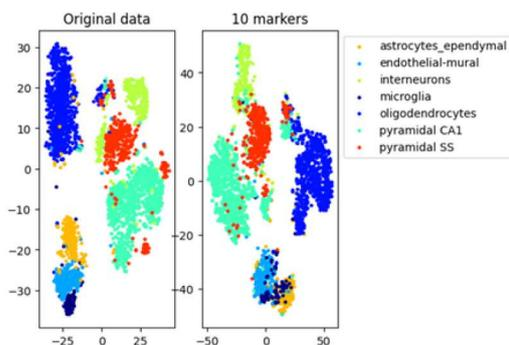 Original data
10 markers
30
20
10
0
−10
−20
−30
−25 0 25
40
20
0
−20
−40
−50 0 50
astrocytes_ependymal
endothelial-mural
interneurons
microglia
oligodendrocytes
pyramidal CA1
pyramidal SS